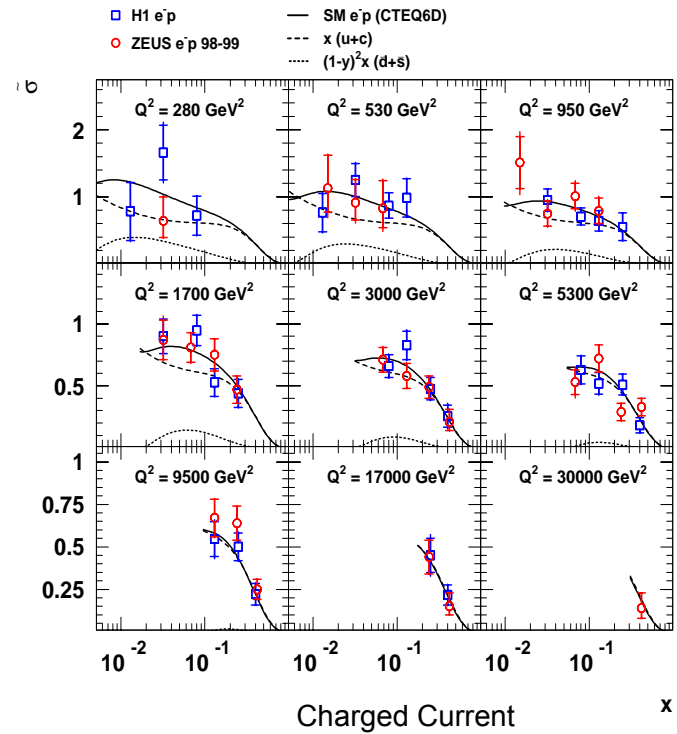 H1 e⁻p
ZEUS e⁻p 98-99
SM e⁻p (CTEQ6D)
x (u+c)
(1-y)²x (d̄+s̄)
σ̃
Q² = 280 GeV²
Q² = 530 GeV²
Q² = 950 GeV²
2
1
0
Q² = 1700 GeV²
Q² = 3000 GeV²
Q² = 5300 GeV²
1
0.5
0
Q² = 9500 GeV²
Q² = 17000 GeV²
Q² = 30000 GeV²
1
0.75
0.5
0.25
10⁻² 10⁻¹ 10⁻² 10⁻¹ 10⁻² 10⁻¹
x
Charged Current